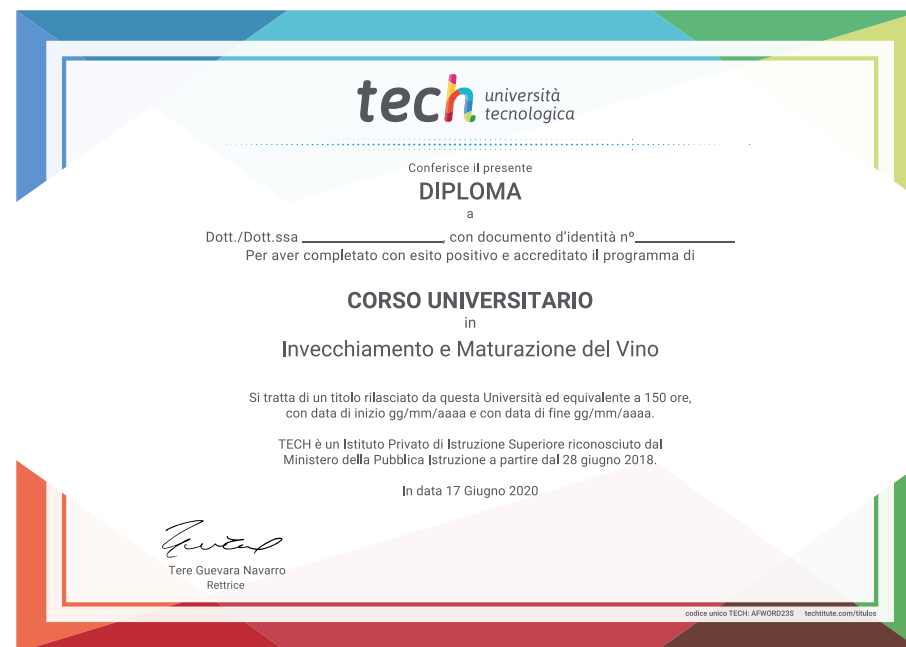 tech università
tecnologica
Conferisce il presente
DIPLOMA
a
Dott./Dott.ssa ____________________, con documento d'identità nº______________
Per aver completato con esito positivo e accreditato il programma di
CORSO UNIVERSITARIO
in
Invecchiamento e Maturazione del Vino
Si tratta di un titolo rilasciato da questa Università ed equivalente a 150 ore,
con data di inizio gg/mm/aaaa e con data di fine gg/mm/aaaa.
TECH è un Istituto Privato di Istruzione Superiore riconosciuto dal
Ministero della Pubblica Istruzione a partire dal 28 giugno 2018.
In data 17 Giugno 2020
Tere Guevara Navarro
Rettrice
codice unico TECH: AFWORD23S techtitute.com/titulos